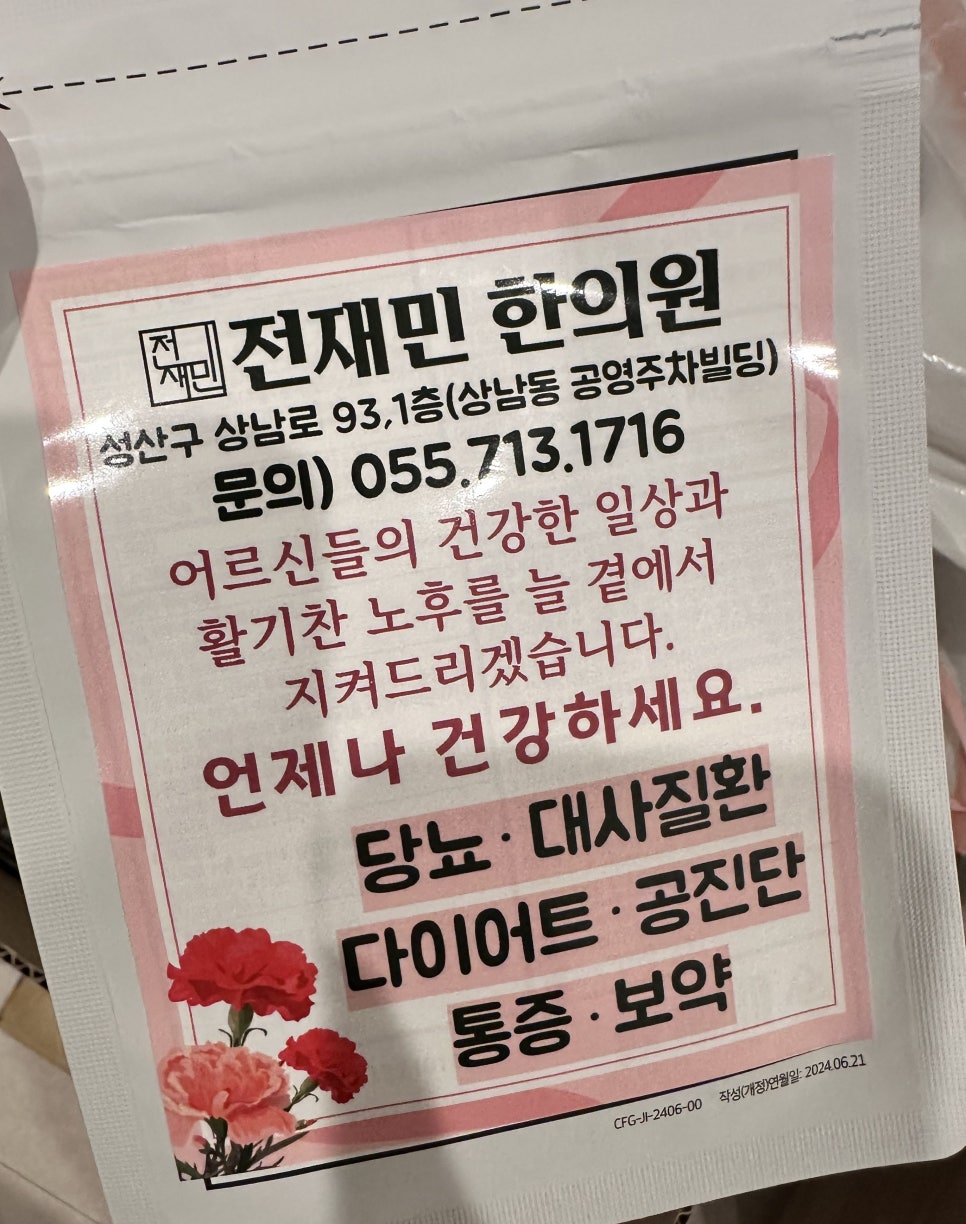 전
재민
전재민 한의원
성산구 상남로 93,1층(상남동 공영주차빌딩)
문의) 055.713.1716
어르신들의 건강한 일상과
활기찬 노후를 늘 곁에서
지켜드리겠습니다.
언제나 건강하세요.
당뇨·대사질환
다이어트·공진단
통증·보약
CFG-JI-2406-00 작성(개정)연월일: 2024.06.21